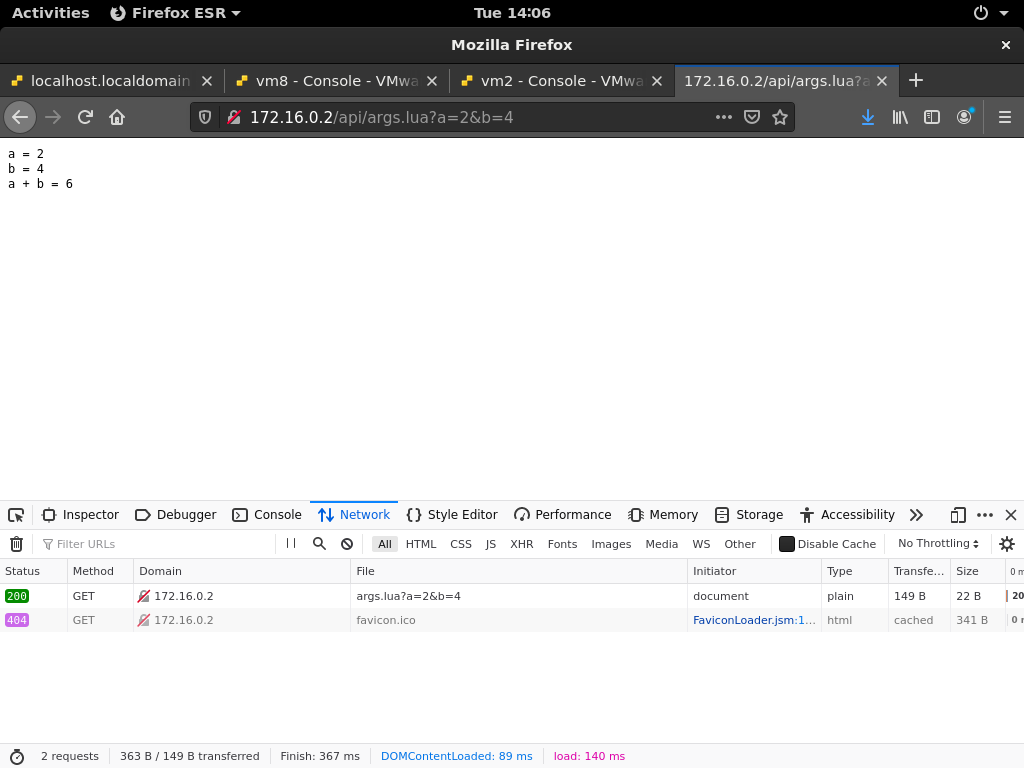 Activities Firefox ESR Tue 14:06
Mozilla Firefox
localhost.localdomain vm8 - Console - VMwa vm2 - Console - VMwa 172.16.0.2/api/args.lua?a
172.16.0.2/api/args.lua?a=2&b=4
a = 2
b = 4
a + b = 6
Inspector Debugger Console Network Style Editor Performance Memory Storage Accessibility
Filter URLs All HTML CSS JS XHR Fonts Images Media WS Other Disable Cache No Throttling
Status Method Domain File Initiator Type Transfe… Size 0 m
200 GET 172.16.0.2 args.lua?a=2&b=4 document plain 149 B 22 B 20
404 GET 172.16.0.2 favicon.ico FaviconLoader.jsm:1… html cached 341 B 0 m
2 requests 363 B / 149 B transferred Finish: 367 ms DOMContentLoaded: 89 ms load: 140 ms